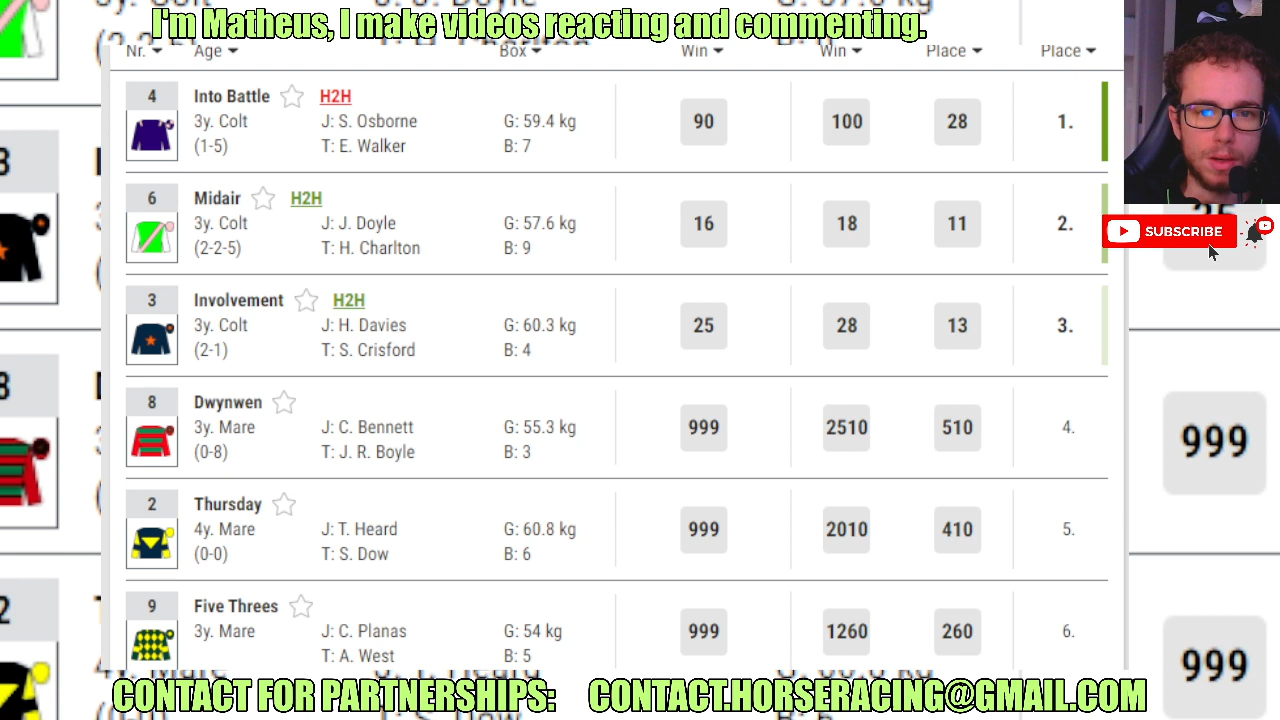 I'm Matheus, I make videos reacting and commenting.
Nr. Age Box Win Win Place Place
4 Into Battle H2H
3y. Colt J: S. Osborne G: 59.4 kg 90 100 28 1.
(1-5) T: E. Walker B: 7
6 Midair H2H
3y. Colt J: J. Doyle G: 57.6 kg 16 18 11 2.
(2-2-5) T: H. Charlton B: 9
SUBSCRIBE
3 Involvement H2H
3y. Colt J: H. Davies G: 60.3 kg 25 28 13 3.
(2-1) T: S. Crisford B: 4
8 Dwynwen
3y. Mare J: C. Bennett G: 55.3 kg 999 2510 510 4.
(0-8) T: J. R. Boyle B: 3
999
2 Thursday
4y. Mare J: T. Heard G: 60.8 kg 999 2010 410 5.
(0-0) T: S. Dow B: 6
9 Five Threes
3y. Mare J: C. Planas G: 54 kg 999 1260 260 6.
T: A. West B: 5
999
CONTACT FOR PARTNERSHIPS: CONTACT.HORSERACING@GMAIL.COM